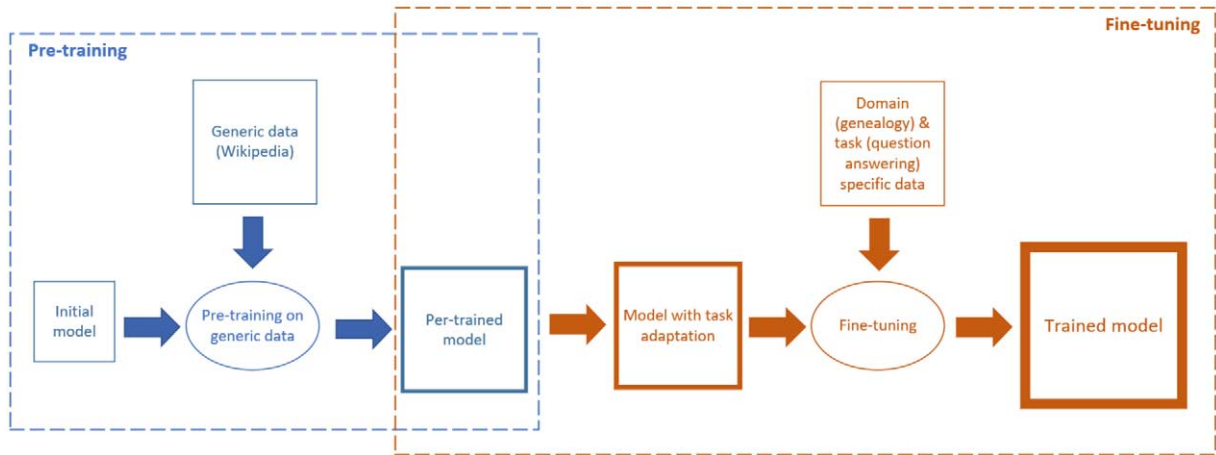 Pre-training
Fine-tuning
Generic data
(Wikipedia)
Domain
(genealogy) &
task (question
answering)
specific data
Initial
model
Pre-training on
generic data
Per-trained
model
Model with task
adaptation
Fine-tuning
Trained model